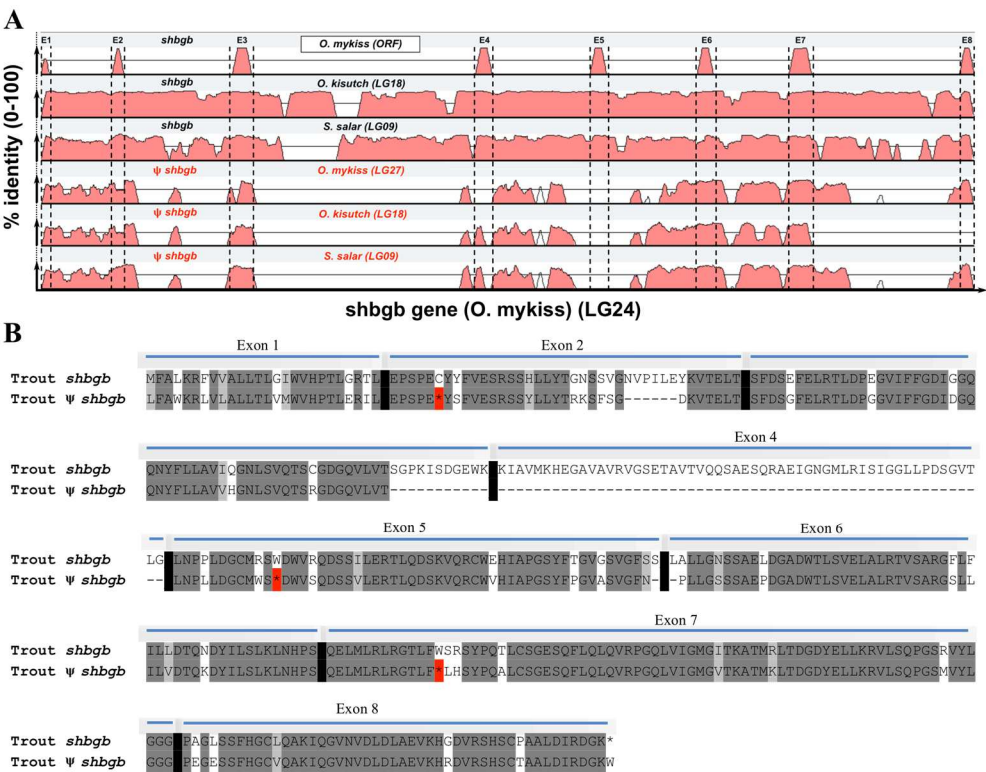 A
% identity (0-100)
E1 E2 E3 E4 E5 E6 E7 E8
shbgb O. mykiss (ORF)
shbgb O. kisutch (LG18)
shbgb S. salar (LG09)
ψ shbgb O. mykiss (LG27)
ψ shbgb O. kisutch (LG18)
ψ shbgb S. salar (LG09)
shbgb gene (O. mykiss) (LG24)
B
Exon 1 Exon 2
Trout shbgb MFALKRFVVALLTLGIWVHPTLGRTLEPSPECYYFVESRSSHLLYTGNSSVGNVPILEYKVTELTSFDSEFELRTLDPEGVIFFGDIGGQ
Trout ψ shbgb LFAWKRLVLALLTLVMWVHPTLERILEPSPE*YSFVESRSSYLLYTRKSFSG------DKVTELTSFDSGFELRTLDPGGVIFFGDIDGQ
Exon 4
Trout shbgb QNYFLLAVIQGNLSVQTSCGDGQVLVTSGPKISDGEWKKIAVMKHEGAVAVRVGSETAVTVQQSAESQRAEIGNGMLRISIGGLLPDSGVT
Trout ψ shbgb QNYFLLAVVHGNLSVQTSRGDGQVLVT----------------------------------------------------------------
Exon 5 Exon 6
Trout shbgb LGLNPPLDGCMRSWDWVRQDSSILERTLQDSKVQRCWEHIAPGSYFTGVGSVGFSSLALLGNSSAELDGADWTLSVELALRTVSARGFLF
Trout ψ shbgb --LNPLLDGCMWS*DWVSQDSSVLERTLQDSKVQRCWVHIAPGSYFPGVASVGFN--PLLGSSAEPDGADWTLSVELALRTVSARGSLL
Exon 7
Trout shbgb ILLDTQNDYILSLKLNHPSQELMLRLRGTLFWSRSYPQTLCSGESQFLQLQVRPGQLVIGMGITKATMRLTDGDYELLKRVLSQPGSRVYL
Trout ψ shbgb ILVDTQKDYILSLKLNHPSQELMLRLRGTLF*LHSYPQALCSGESQFLQLQVRPGQLVIGMGVTKATMKLTDGDYELLKRVLSQPGSMVYL
Exon 8
Trout shbgb GGGPAGLSSFHGCLQAKIQGVNVDLDLAEVKHGDVRSHSCPAALDIRDGK*
Trout ψ shbgb GGGPEGESSFHGCVQAKIQGVNVDLDLAEVKHRDVRSHSCTAALDIRDGKW